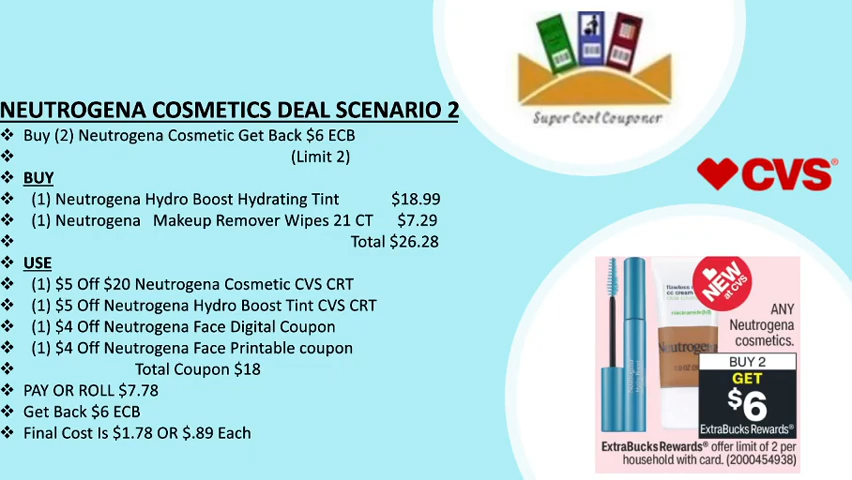 Super Cool Couponer
NEUTROGENA COSMETICS DEAL SCENARIO 2
❖ Buy (2) Neutrogena Cosmetic Get Back $6 ECB
❖ (Limit 2)
❖ BUY
❖ (1) Neutrogena Hydro Boost Hydrating Tint $18.99
❖ (1) Neutrogena Makeup Remover Wipes 21 CT $7.29
❖ Total $26.28
❖ USE
❖ (1) $5 Off $20 Neutrogena Cosmetic CVS CRT
❖ (1) $5 Off Neutrogena Hydro Boost Tint CVS CRT
❖ (1) $4 Off Neutrogena Face Digital Coupon
❖ (1) $4 Off Neutrogena Face Printable coupon
❖ Total Coupon $18
❖ PAY OR ROLL $7.78
❖ Get Back $6 ECB
❖ Final Cost Is $1.78 OR $.89 Each
CVS®
NEW
at CVS
flawless
cc cream
Neutrogena
ANY
Neutrogena
cosmetics.
BUY 2
GET
$6
ExtraBucks Rewards®
ExtraBucks Rewards® offer limit of 2 per
household with card. (2000454938)